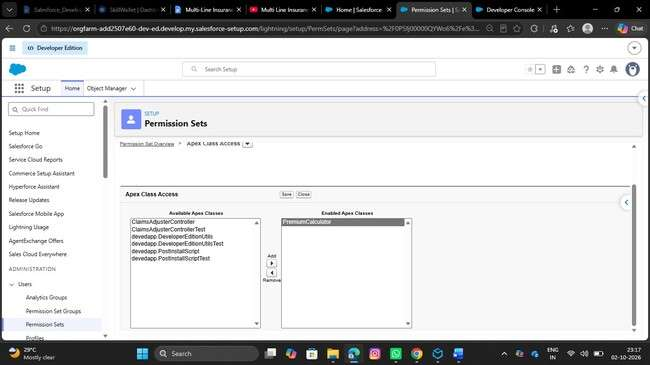 Salesforce_Develo
SkillWallet | Dashb
Multi-Line Insuranc
Multi Line Insuranc
Home | Salesforce
Permission Sets | S
Developer Console
https://orgfarm-add2507e60-dev-ed.develop.my.salesforce-setup.com/lightning/setup/PermSets/page?address=%2F0PSfj00000QYWo6%2Fe%3...
Chat
Developer Edition
Search Setup
Setup
Home
Object Manager
Quick Find
SETUP
Permission Sets
Setup Home
Salesforce Go
Service Cloud Reports
Commerce Setup Assistant
Hyperforce Assistant
Release Updates
Salesforce Mobile App
Lightning Usage
AgentExchange Offers
Sales Cloud Everywhere
ADMINISTRATION
Users
Analytics Groups
Permission Set Groups
Permission Sets
Profiles
Permission Set Overview > Apex Class Access
Apex Class Access
Save
Close
Available Apex Classes
Enabled Apex Classes
ClaimsAdjusterController
ClaimsAdjusterControllerTest
devedapp.DeveloperEditionUtils
devedapp.DeveloperEditionUtilsTest
devedapp.PostInstallScript
devedapp.PostInstallScriptTest
Add
Remove
PremiumCalculator
29°C
Mostly clear
Search
ENG
IN
23:17
02-10-2026